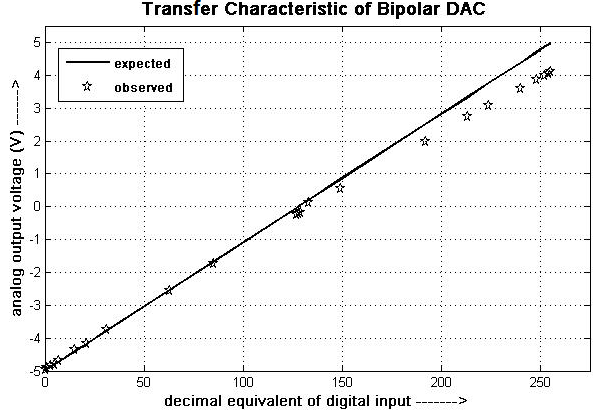 Transfer Characteristic of Bipolar DAC
expected
observed
analog output voltage (V) ------>
5
4
3
2
1
0
-1
-2
-3
-4
-5
0 50 100 150 200 250
decimal equivalent of digital input ------->